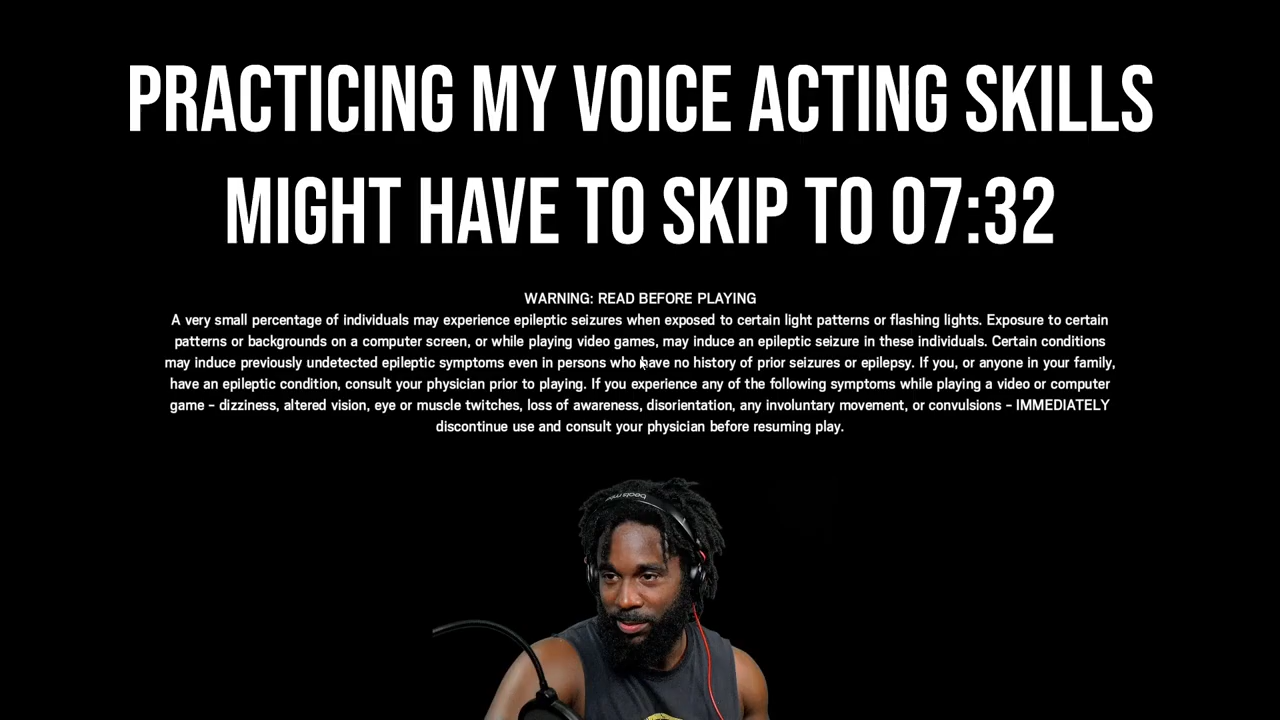 PRACTICING MY VOICE ACTING SKILLS
MIGHT HAVE TO SKIP TO 07:32
WARNING: READ BEFORE PLAYING
A very small percentage of individuals may experience epileptic seizures when exposed to certain light patterns or flashing lights. Exposure to certain
patterns or backgrounds on a computer screen, or while playing video games, may induce an epileptic seizure in these individuals. Certain conditions
may induce previously undetected epileptic symptoms even in persons who have no history of prior seizures or epilepsy. If you, or anyone in your family,
have an epileptic condition, consult your physician prior to playing. If you experience any of the following symptoms while playing a video or computer
game – dizziness, altered vision, eye or muscle twitches, loss of awareness, disorientation, any involuntary movement, or convulsions – IMMEDIATELY
discontinue use and consult your physician before resuming play.